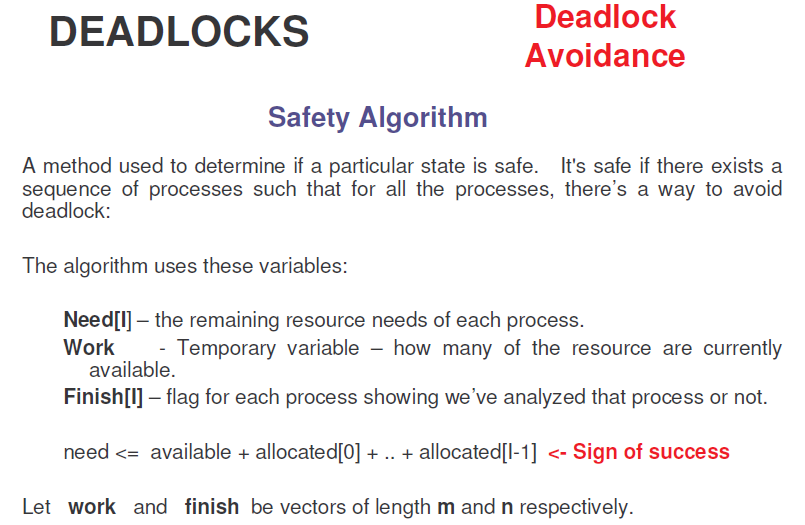 DEADLOCKS
Deadlock
Avoidance
Safety Algorithm
A method used to determine if a particular state is safe. It's safe if there exists a
sequence of processes such that for all the processes, there’s a way to avoid
deadlock:
The algorithm uses these variables:
Need[I] – the remaining resource needs of each process.
Work - Temporary variable – how many of the resource are currently
available.
Finish[I] – flag for each process showing we’ve analyzed that process or not.
need <= available + allocated[0] + .. + allocated[I-1] <- Sign of success
Let work and finish be vectors of length m and n respectively.